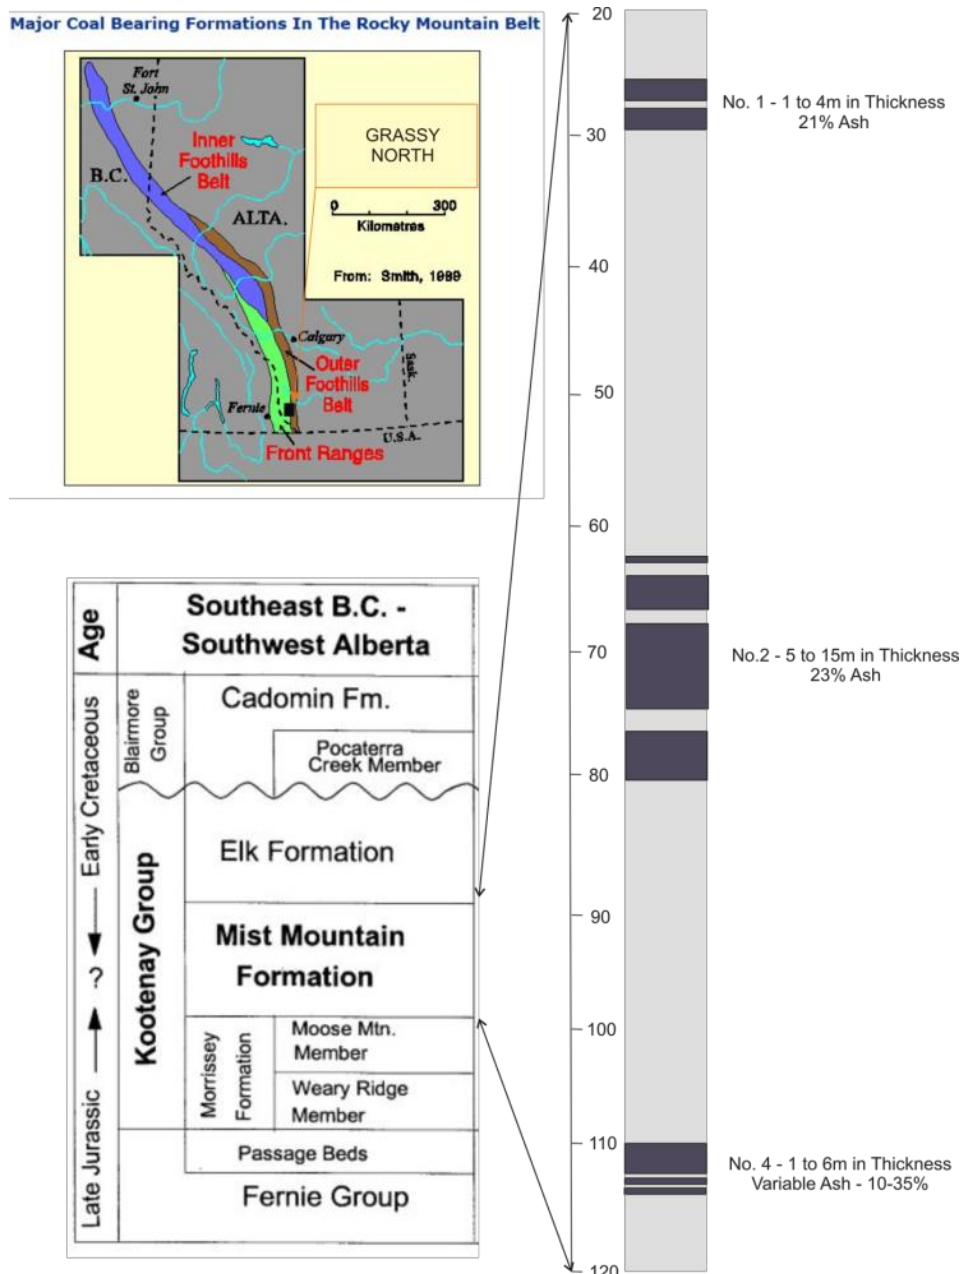 Major Coal Bearing Formations In The Rocky Mountain Belt
Fort
St. John
Inner
Foothills
Belt
B.C.
ALTA.
GRASSY
NORTH
0 300
Kilometres
From: Smith, 1989
Calgary
Outer
Foothills
Belt
Sask.
Fernie
U.S.A.
Front Ranges
Age
Southeast B.C. -
Southwest Alberta
Early Cretaceous
?
Late Jurassic
Blairmore
Group
Cadomin Fm.
Pocaterra
Creek Member
Kootenay Group
Elk Formation
Mist Mountain
Formation
Morrissey
Formation
Moose Mtn.
Member
Weary Ridge
Member
Passage Beds
Fernie Group
20
30
40
50
60
70
80
90
100
110
120
No. 1 - 1 to 4m in Thickness
21% Ash
No.2 - 5 to 15m in Thickness
23% Ash
No. 4 - 1 to 6m in Thickness
Variable Ash - 10-35%